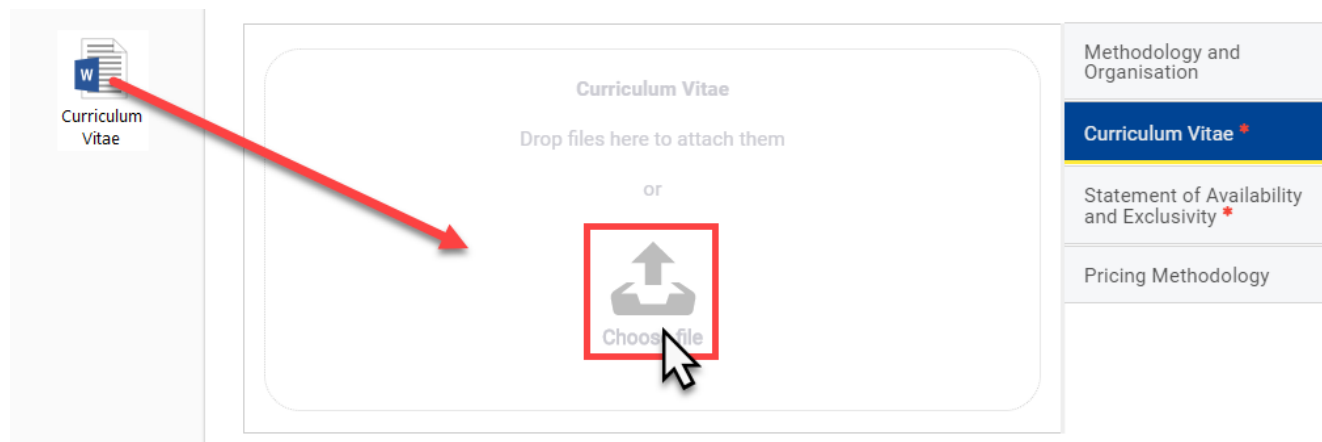 W
Curriculum
Vitae
Curriculum Vitae
Drop files here to attach them
or
Choose file
Methodology and
Organisation
Curriculum Vitae *
Statement of Availability
and Exclusivity *
Pricing Methodology